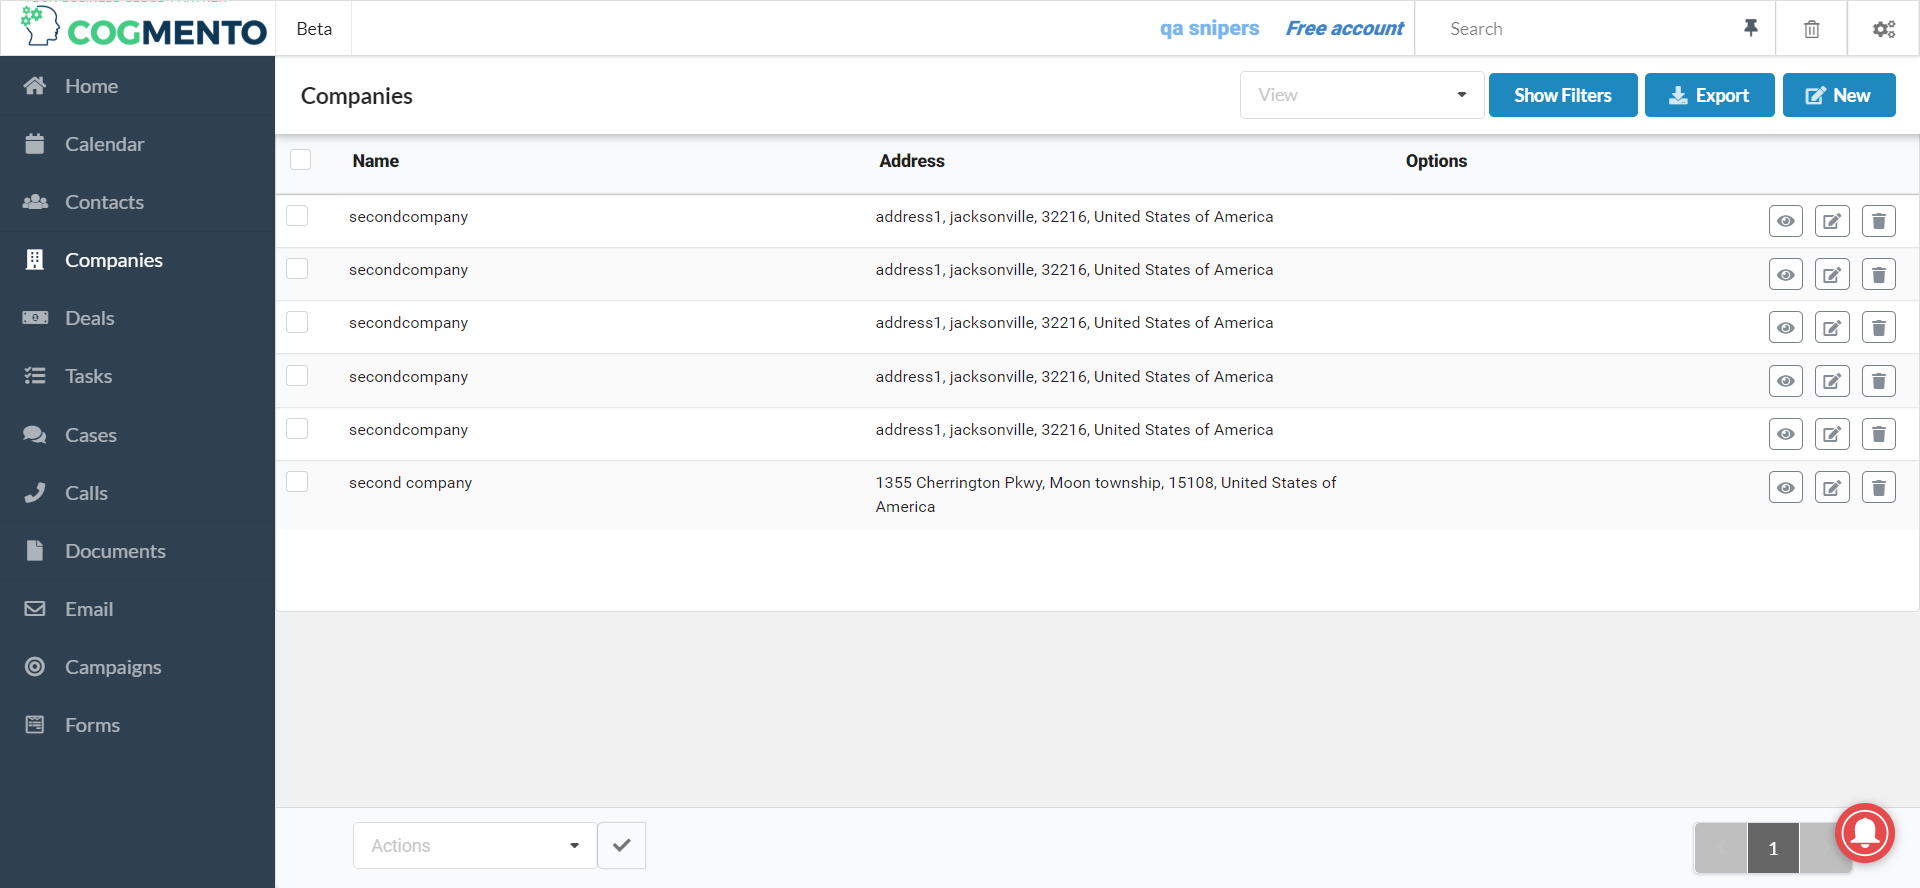 COGMENTO
Beta
qa snipers
Free account
Search
Home
Calendar
Contacts
Companies
Deals
Tasks
Cases
Calls
Documents
Email
Campaigns
Forms
Companies
View
Show Filters
Export
New
Name
Address
Options
secondcompany
address1, jacksonville, 32216, United States of America
secondcompany
address1, jacksonville, 32216, United States of America
secondcompany
address1, jacksonville, 32216, United States of America
secondcompany
address1, jacksonville, 32216, United States of America
secondcompany
address1, jacksonville, 32216, United States of America
second company
1355 Cherrington Pkwy, Moon township, 15108, United States of
America
Actions
1